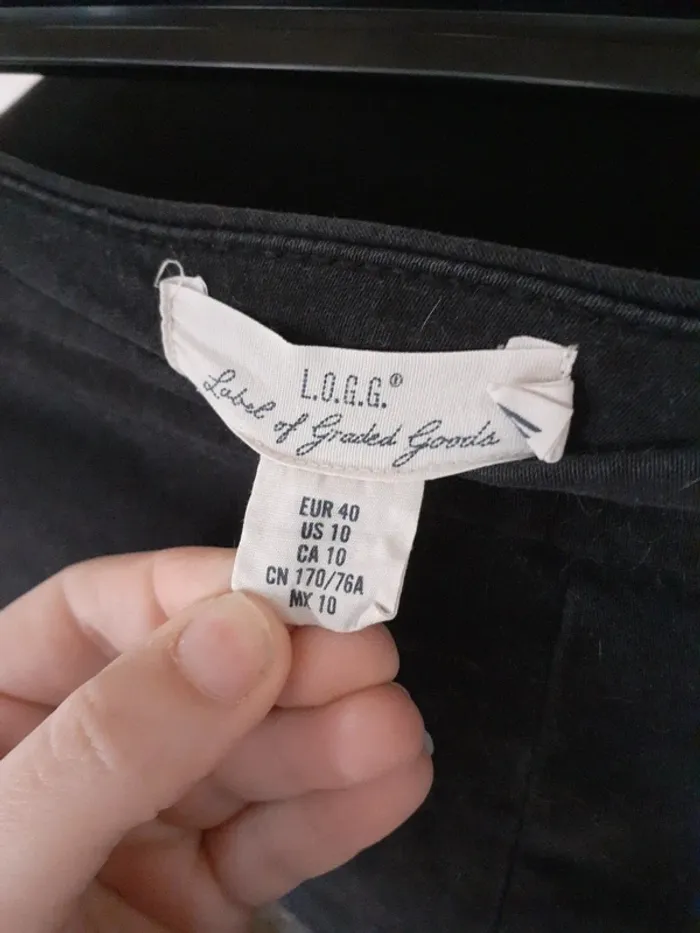 L.O.G.G.®
Label of Graded Goods
EUR 40
US 10
CA 10
CN 170/76A
MX 10